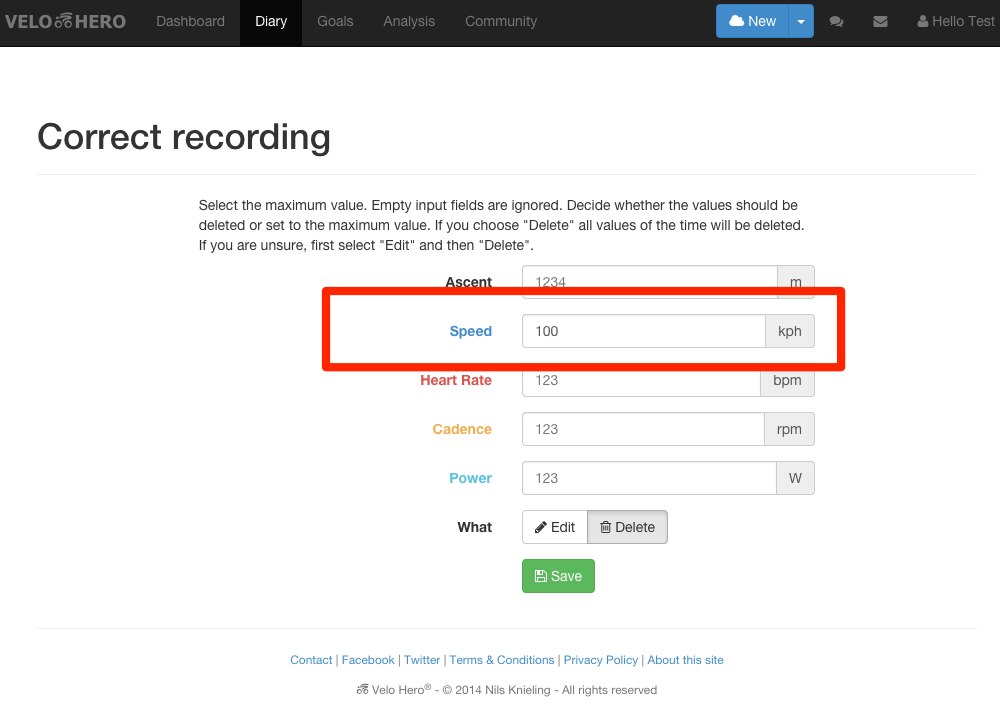 VELO HERO Dashboard Diary Goals Analysis Community New Hello Test
Correct recording
Select the maximum value. Empty input fields are ignored. Decide whether the values should be
deleted or set to the maximum value. If you choose "Delete" all values of the time will be deleted.
If you are unsure, first select "Edit" and then "Delete".
Ascent 1234 m
Speed 100 kph
Heart Rate 123 bpm
Cadence 123 rpm
Power 123 W
What Edit Delete
Save
Contact | Facebook | Twitter | Terms & Conditions | Privacy Policy | About this site
Velo Hero® - © 2014 Nils Knieling - All rights reserved